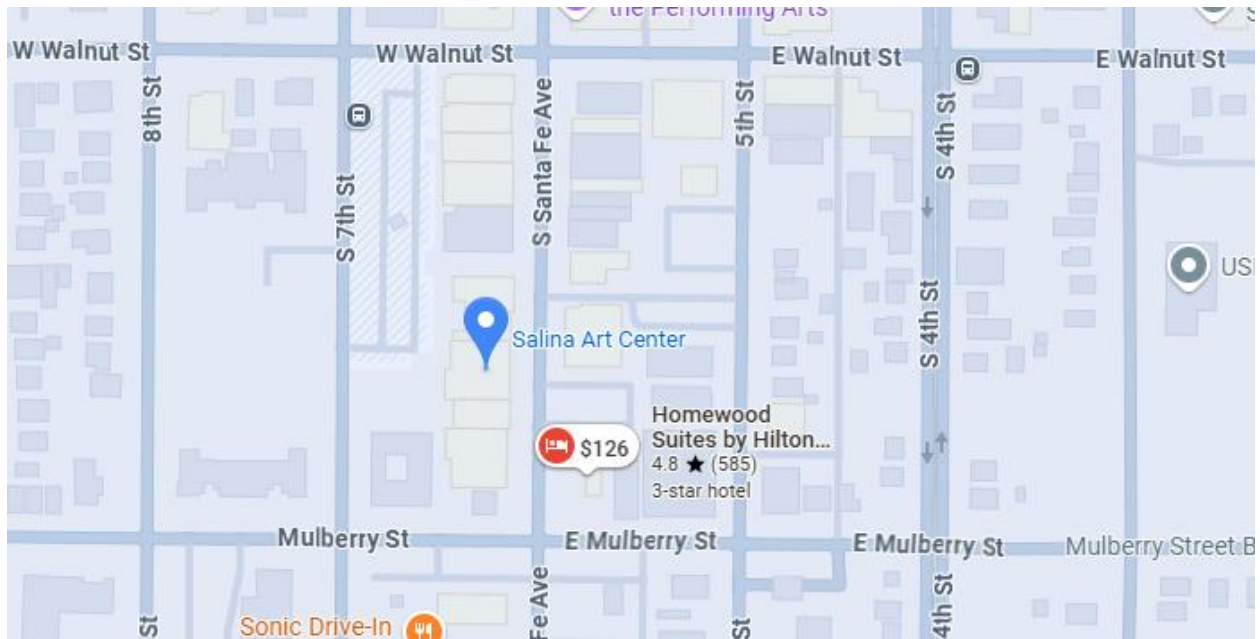 the Performing Arts
W Walnut St
W Walnut St
E Walnut St
E Walnut St
8th St
S 7th St
S Santa Fe Ave
5th St
S 4th St
S 4th St
US
Salina Art Center
$126
Homewood
Suites by Hilton...
4.8 ★ (585)
3-star hotel
Mulberry St
E Mulberry St
E Mulberry St
Mulberry Street B
Sonic Drive-In
St
Fe Ave
St
4th St